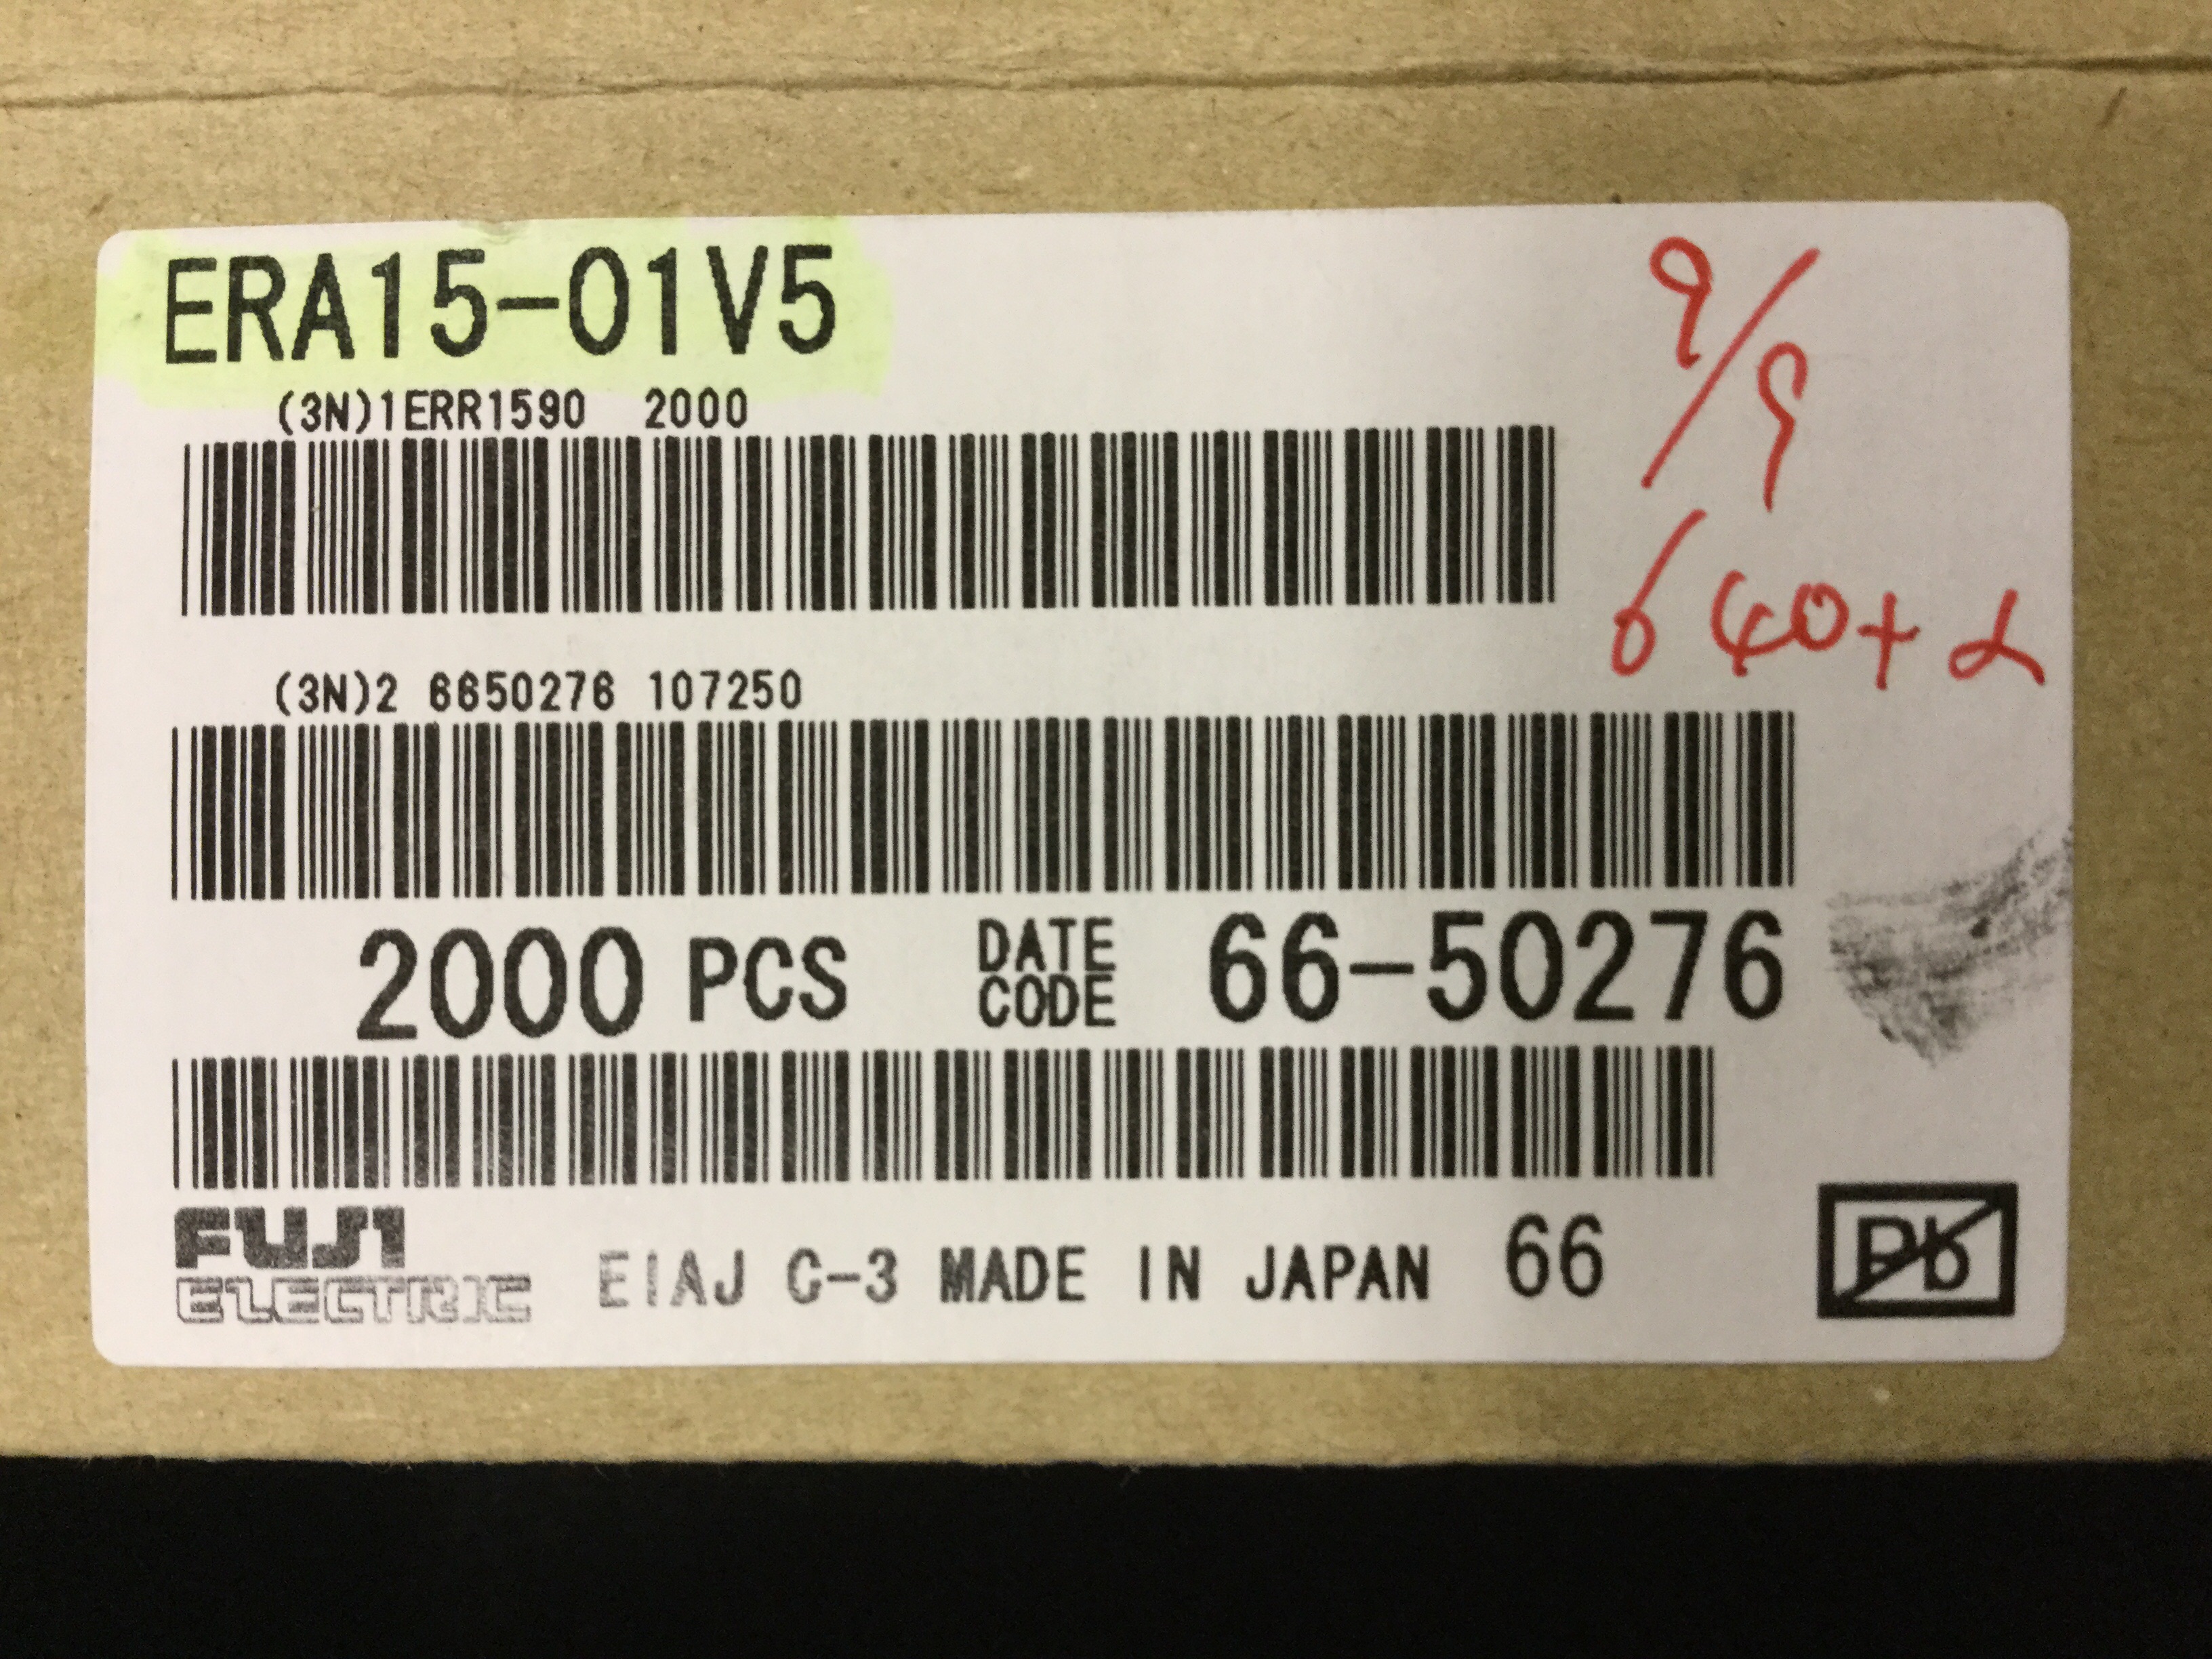 ERA15-01V5
(3N)1ERR1590 2000
9/9
640+α
(3N)2 6650276 107250
2000 PCS DATE CODE 66-50276
FUJI ELECTRIC EIAJ C-3 MADE IN JAPAN 66
Pb